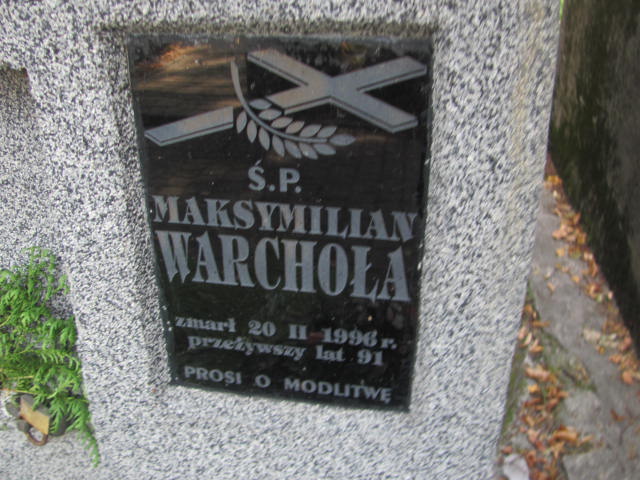 Ś.P.
MAKSYMILIAN
WARCHOŁA
zmarł 20 II 1996 r.
przeżywszy lat 91
PROSI O MODLITWĘ